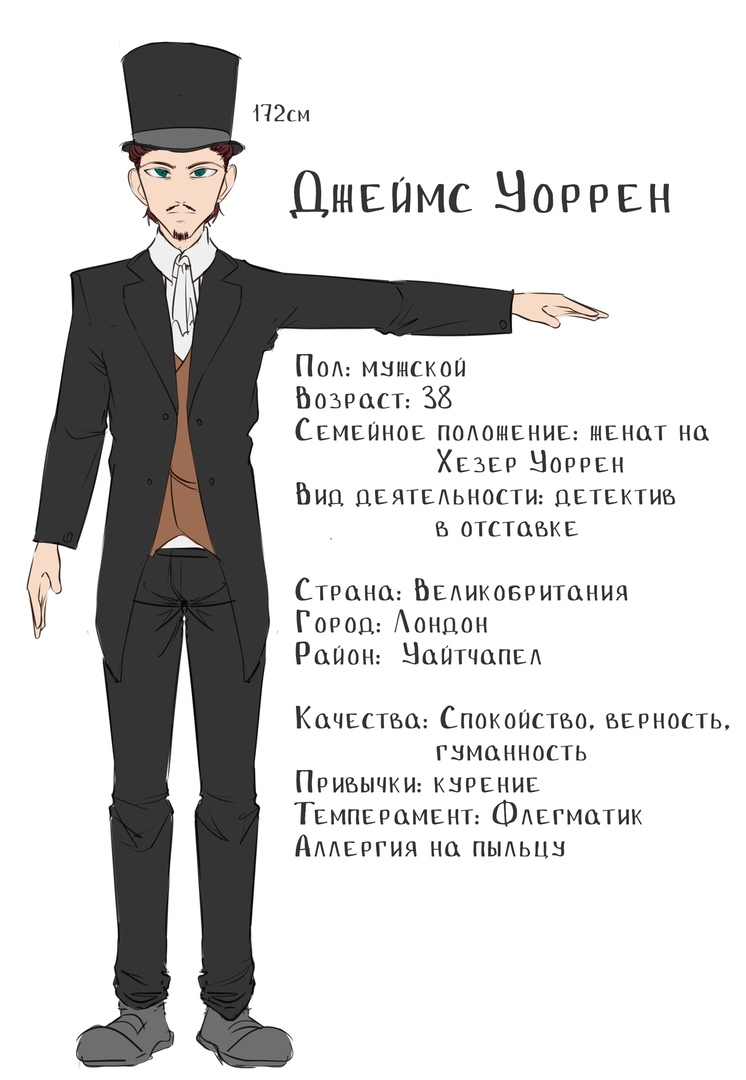 172см
Джеймс Уоррен
Пол: мужской
Возраст: 38
Семейное положение: женат на
Хезер Уоррен
Вид деятельности: детектив
в отставке
Страна: Великобритания
Город: Лондон
Район: Уайтчапел
Качества: Спокойство, верность,
гуманность
Привычки: курение
Темперамент: Флегматик
Аллергия на пыльцу